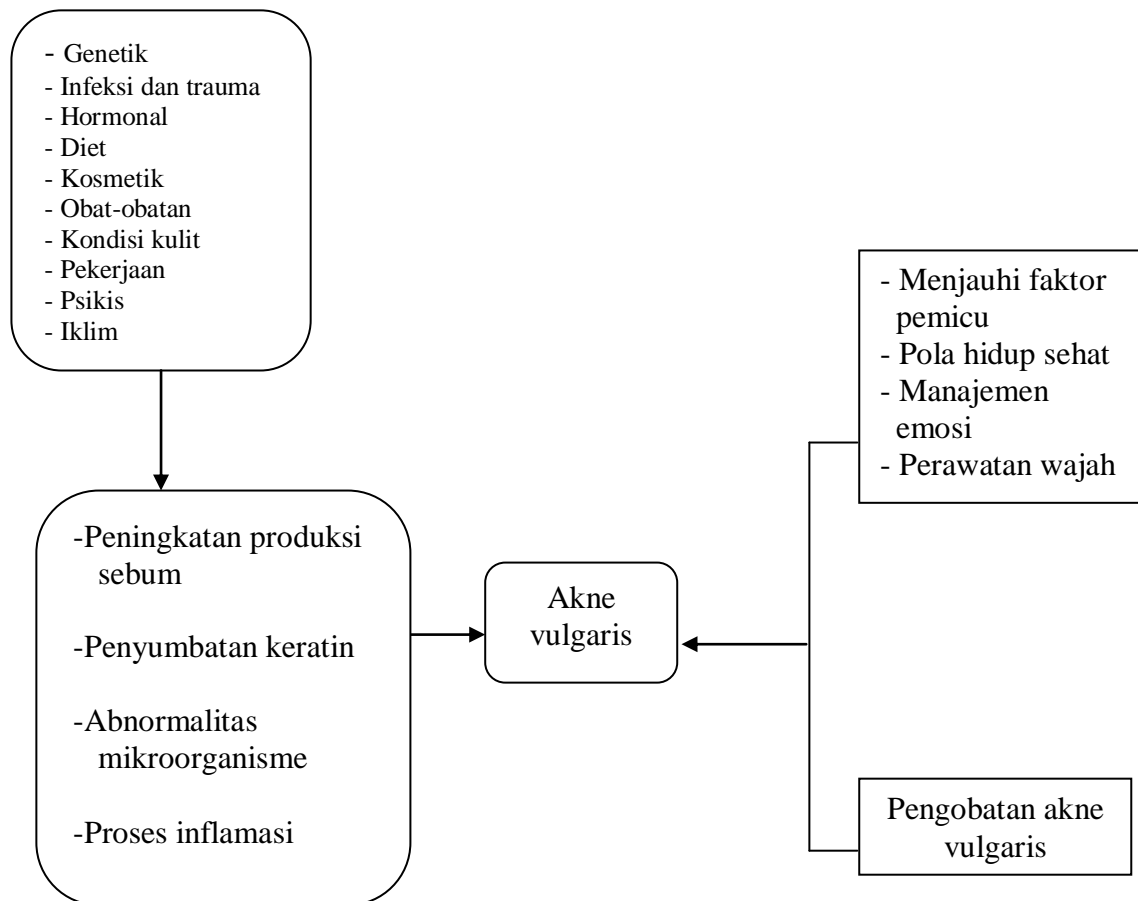 - Genetik
- Infeksi dan trauma
- Hormonal
- Diet
- Kosmetik
- Obat-obatan
- Kondisi kulit
- Pekerjaan
- Psikis
- Iklim
-Peningkatan produksi
sebum
-Penyumbatan keratin
-Abnormalitas
mikroorganisme
-Proses inflamasi
Akne
vulgaris
- Menjauhi faktor
pemicu
- Pola hidup sehat
- Manajemen
emosi
- Perawatan wajah
Pengobatan akne
vulgaris